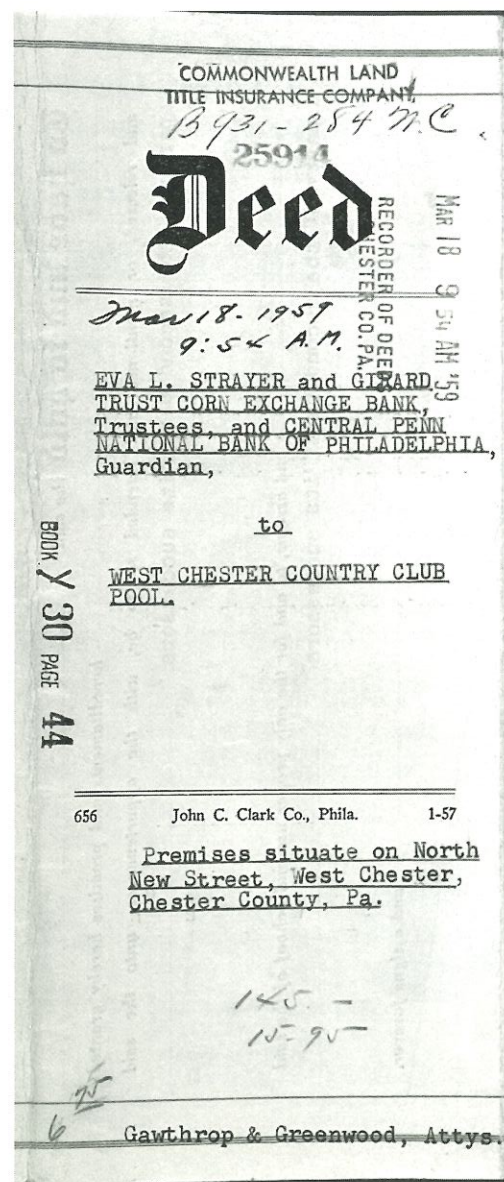 COMMONWEALTH LAND
TITLE INSURANCE COMPANY
B 931-284 N.C.
25914
Deed
MAR 18 9 54 AM '59
RECORDER OF DEEDS
CHESTER CO. PA.
Mar 18-1959
9:54 A.M.
EVA L. STRAYER and GIRARD
TRUST CORN EXCHANGE BANK,
Trustees, and CENTRAL PENN
NATIONAL BANK OF PHILADELPHIA,
Guardian,
to
WEST CHESTER COUNTRY CLUB
POOL.
BOOK Y 30 PAGE 44
656 John C. Clark Co., Phila. 1-57
Premises situate on North
New Street, West Chester,
Chester County, Pa.
145. -
15-95
75
6
Gawthrop & Greenwood, Attys.